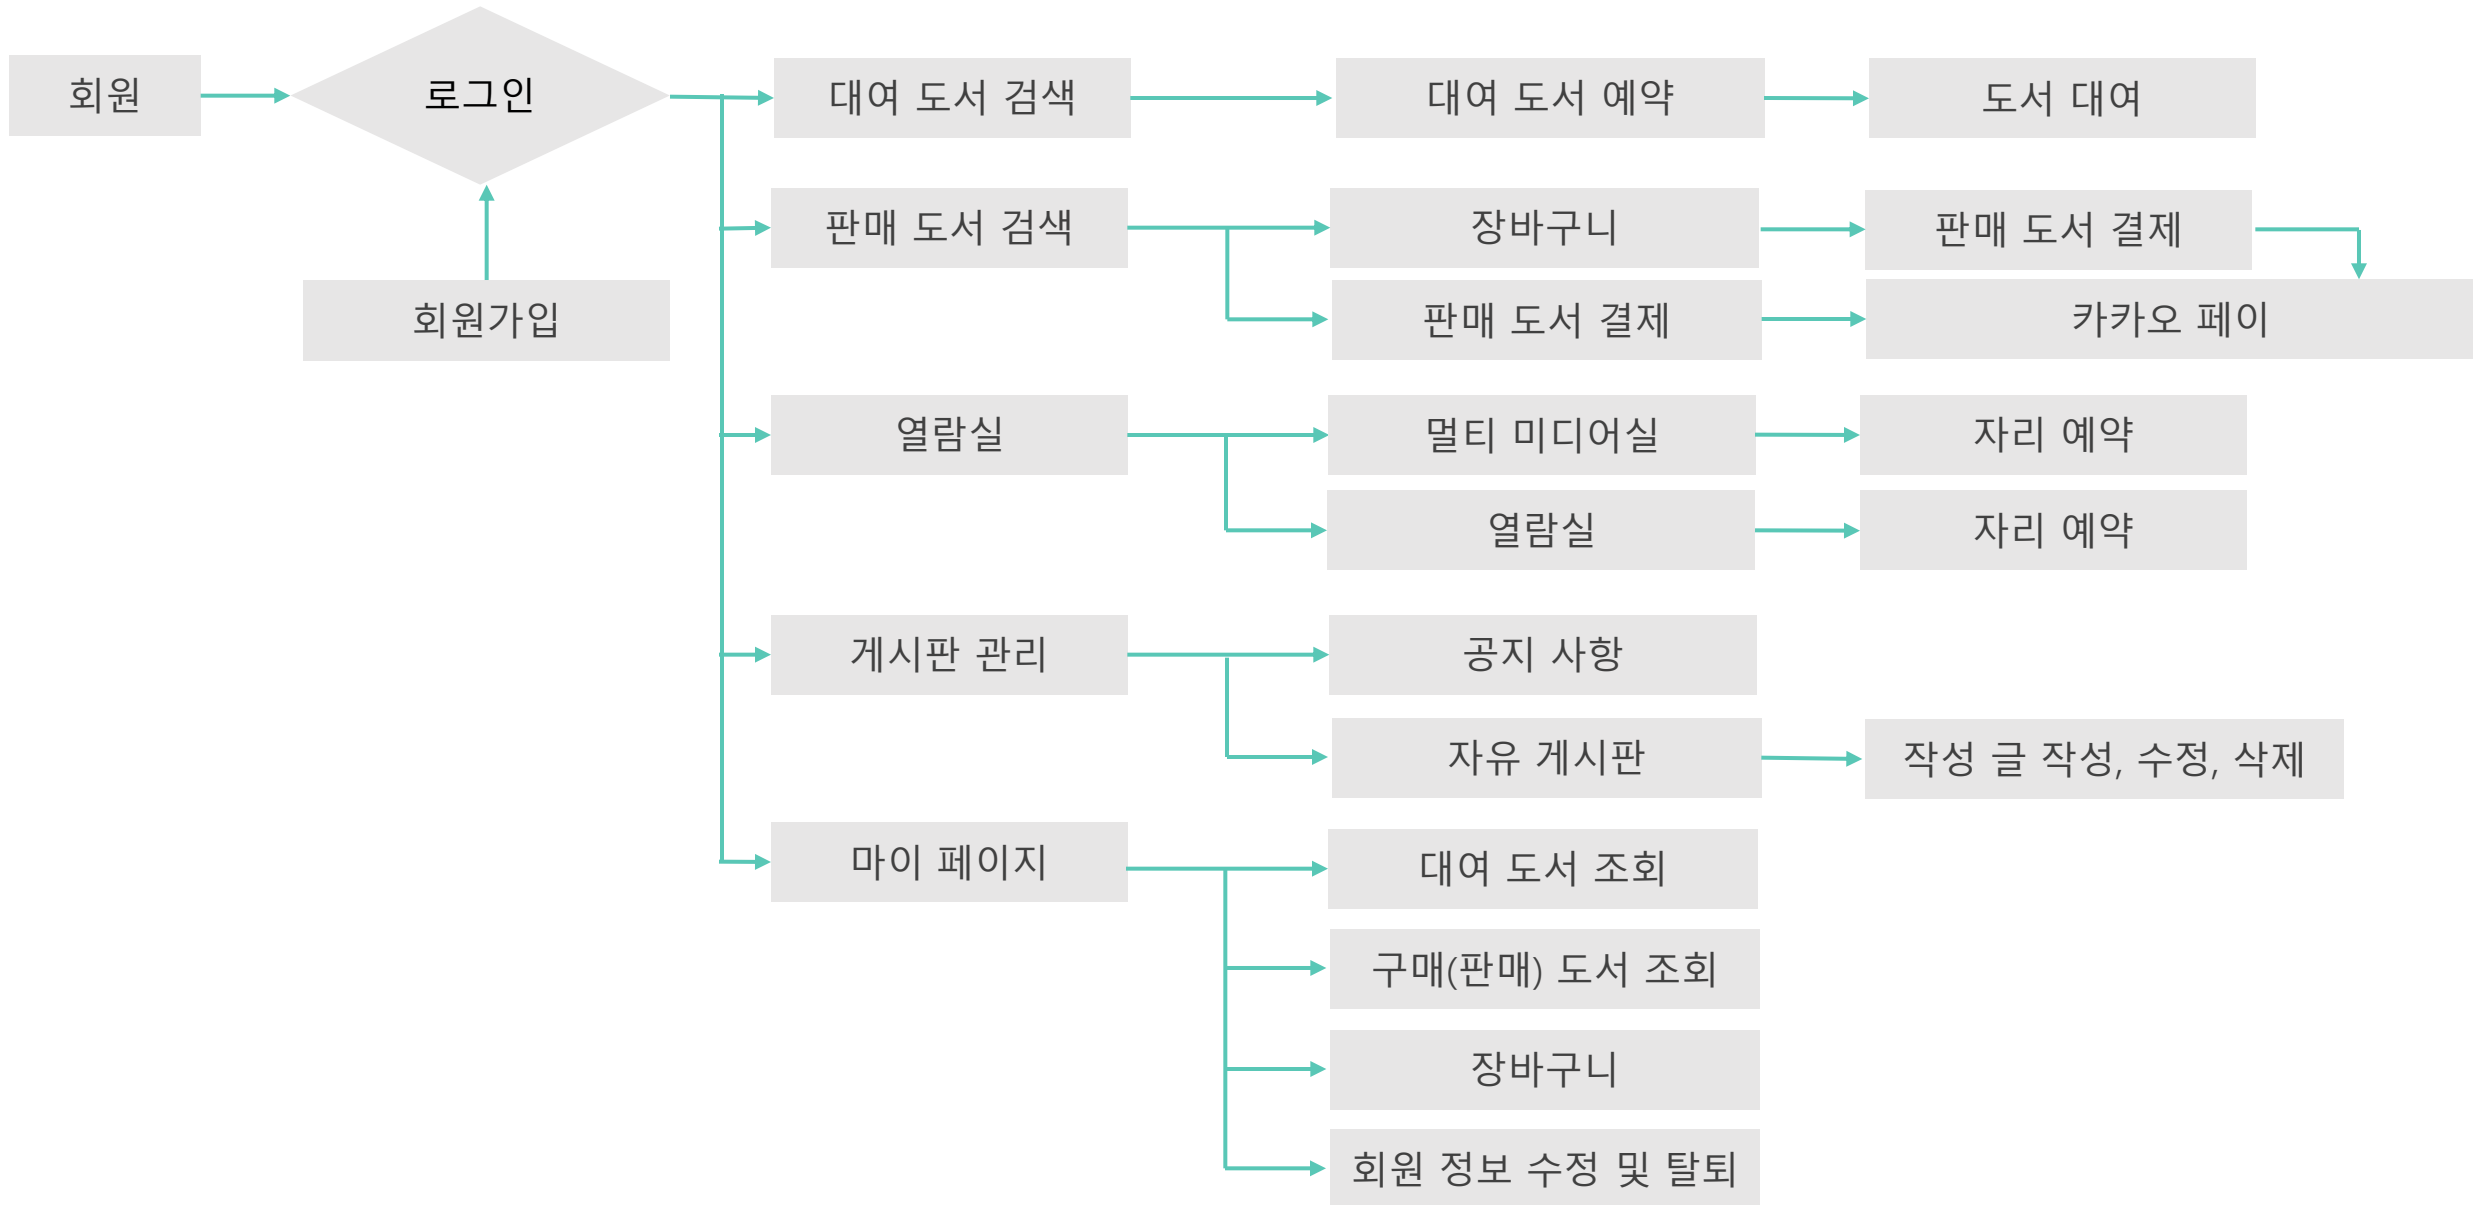 회원
로그인
회원가입
대여 도서 검색
대여 도서 예약
도서 대여
판매 도서 검색
장바구니
판매 도서 결제
판매 도서 결제
카카오 페이
열람실
멀티 미디어실
자리 예약
열람실
자리 예약
게시판 관리
공지 사항
자유 게시판
작성 글 작성, 수정, 삭제
마이 페이지
대여 도서 조회
구매(판매) 도서 조회
장바구니
회원 정보 수정 및 탈퇴